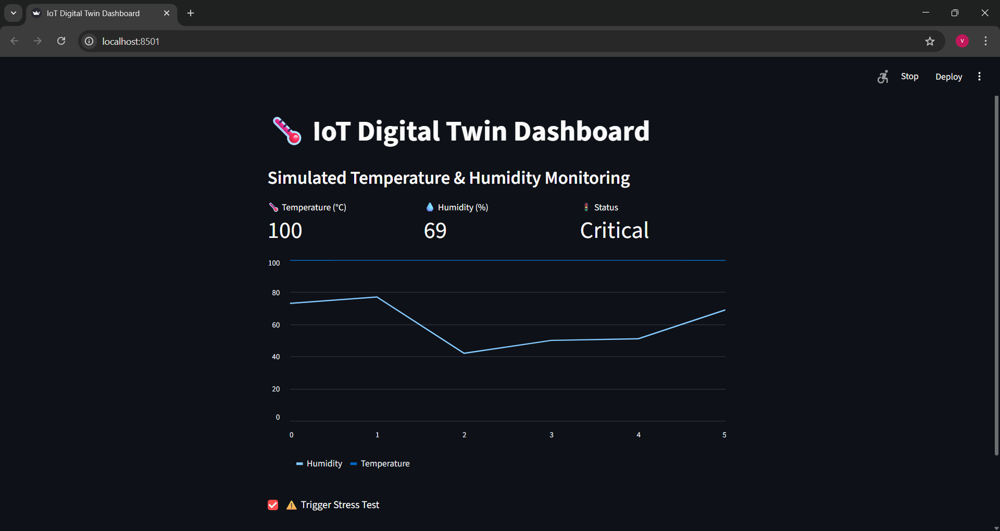 IoT Digital Twin Dashboard
localhost:8501
V
Stop Deploy
IoT Digital Twin Dashboard
Simulated Temperature & Humidity Monitoring
Temperature (°C) Humidity (%) Status
100 69 Critical
100
80
60
40
20
0
0 1 2 3 4 5
Humidity Temperature
Trigger Stress Test